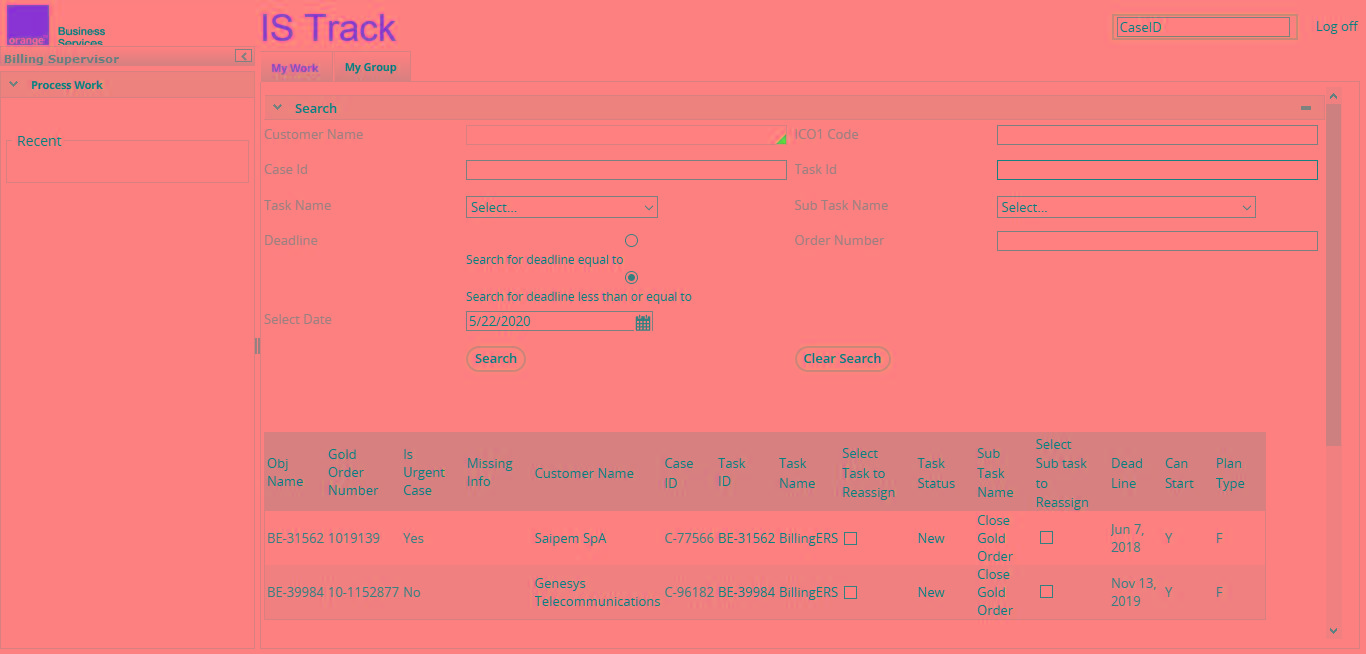 orange™
Business
Services
IS Track
CaseID
Log off
Billing Supervisor
My Work
My Group
Process Work
Recent
Search
Customer Name
ICO1 Code
Case Id
Task Id
Task Name
Select...
Sub Task Name
Select...
Deadline
Order Number
Search for deadline equal to
Search for deadline less than or equal to
Select Date
5/22/2020
Search
Clear Search
Obj Name
Gold Order Number
Is Urgent Case
Missing Info
Customer Name
Case ID
Task ID
Task Name
Select Task to Reassign
Task Status
Sub Task Name
Select Sub task to Reassign
Dead Line
Can Start
Plan Type
BE-31562 1019139 Yes Saipem SpA C-77566 BE-31562 BillingERS New Close Gold Order Jun 7, 2018 Y F
BE-39984 10-1152877 No Genesys Telecommunications C-96182 BE-39984 BillingERS New Close Gold Order Nov 13, 2019 Y F